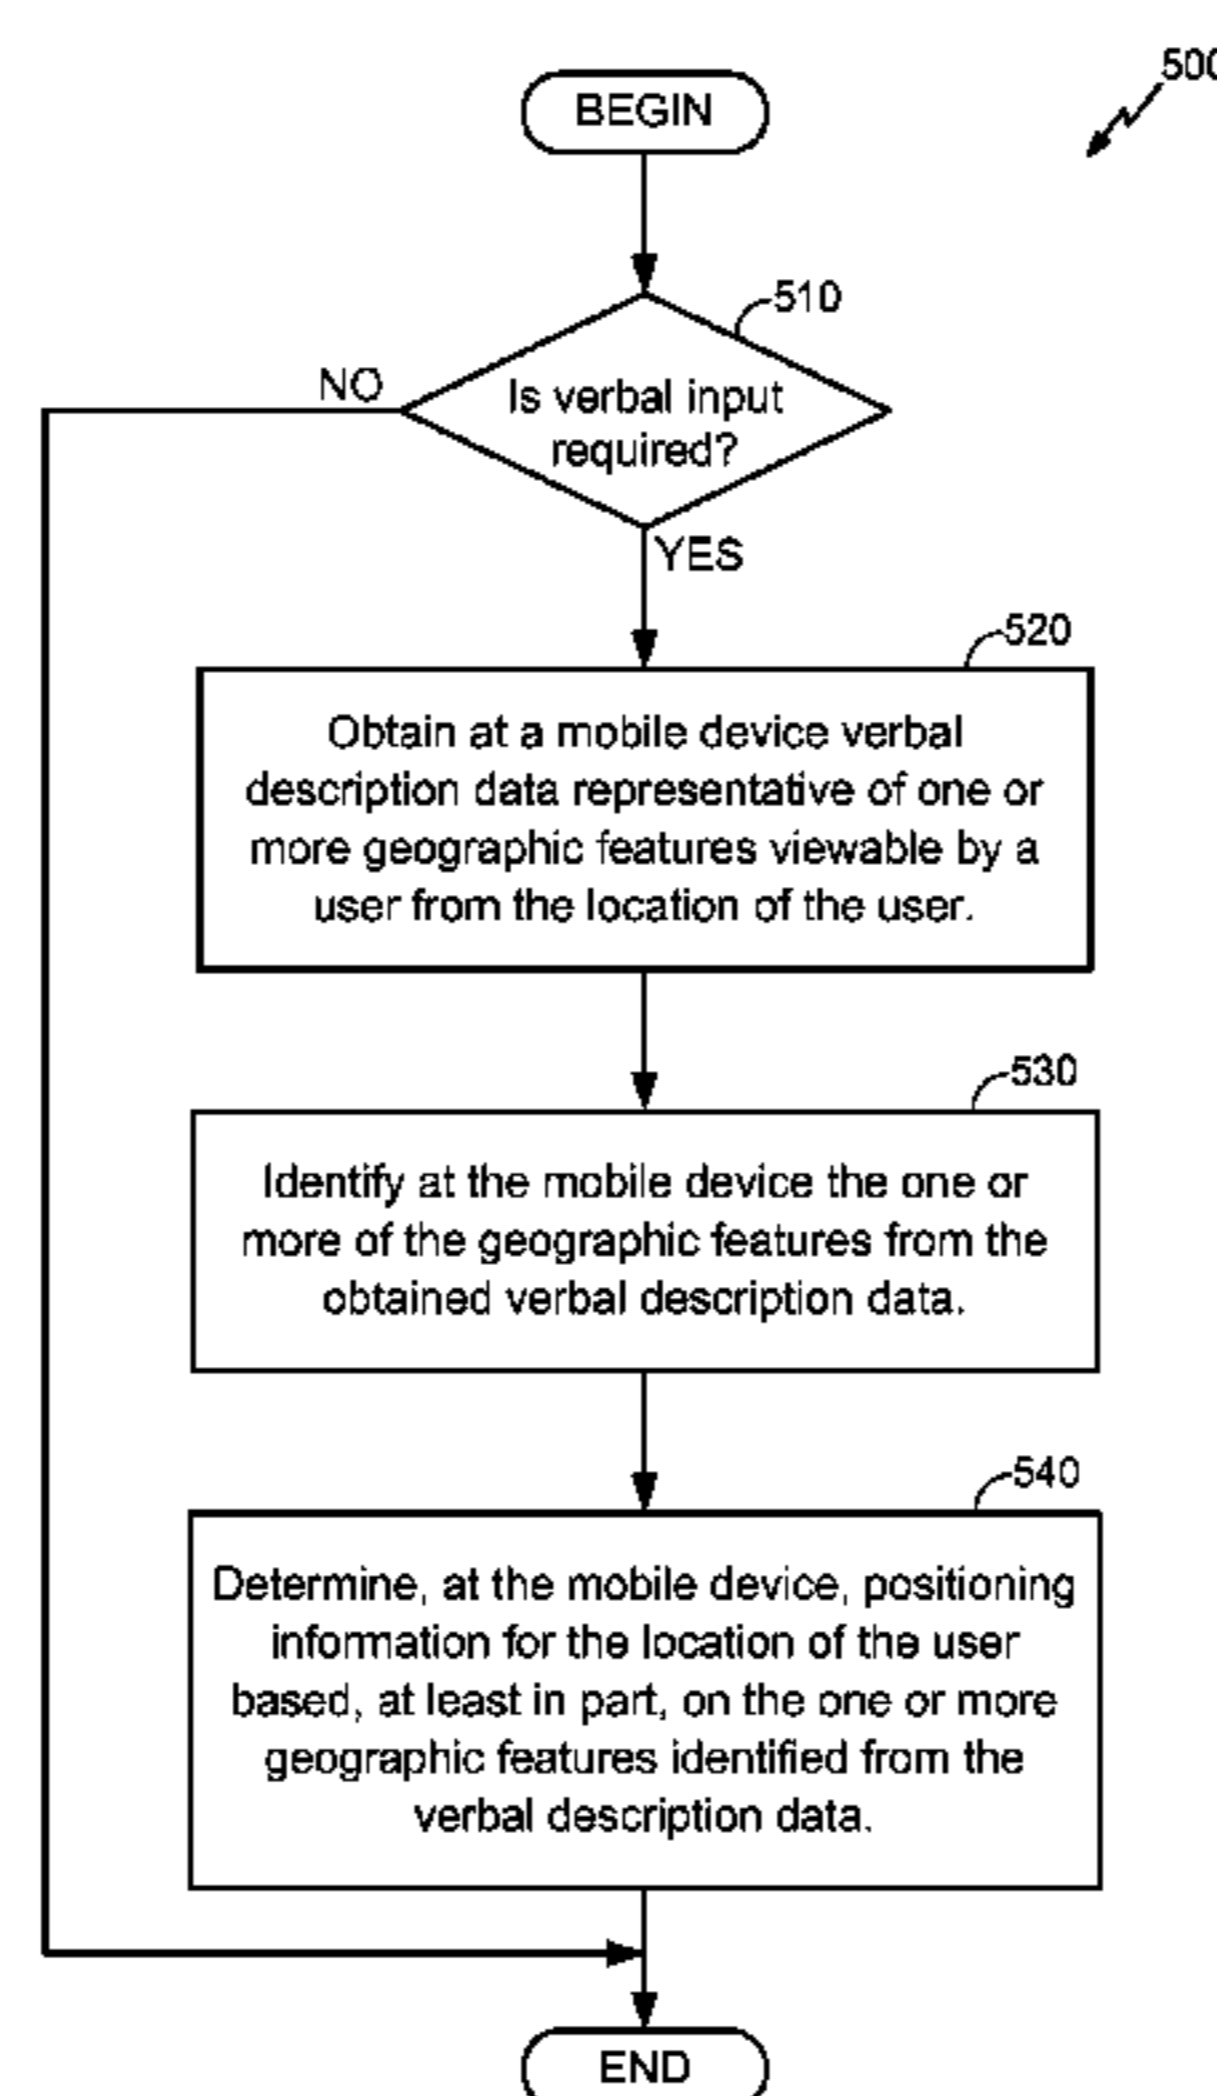 500
BEGIN
510
NO
Is verbal input
required?
YES
520
Obtain at a mobile device verbal
description data representative of one or
more geographic features viewable by a
user from the location of the user.
530
Identify at the mobile device the one or
more of the geographic features from the
obtained verbal description data.
540
Determine, at the mobile device, positioning
information for the location of the user
based, at least in part, on the one or more
geographic features identified from the
verbal description data.
END